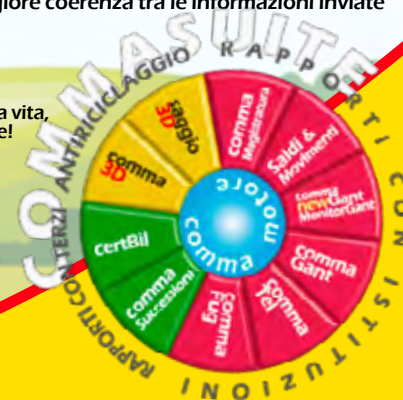 giore coerenza tra le informazioni inviate
a vita,
e!
COMMASUITE
ANTIRICICLAGGIO
RAPPORTI CON ISTITUZIONI
RAPPORTI CON TERZI
3D saggio
comma 3D
CertBil
comma Successioni
comma Fug
comma Tel
comma Gant
comma newGant
MonitorGant
Saldi & Movimenti
comma Magistratura
motore
comma